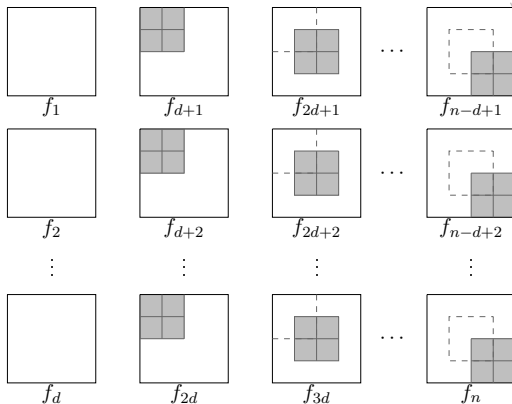 ⋯
f_1 f_{d+1} f_{2d+1} f_{n−d+1}
⋯
f_2 f_{d+2} f_{2d+2} f_{n−d+2}
⋮ ⋮ ⋮ ⋮
⋯
f_d f_{2d} f_{3d} f_n